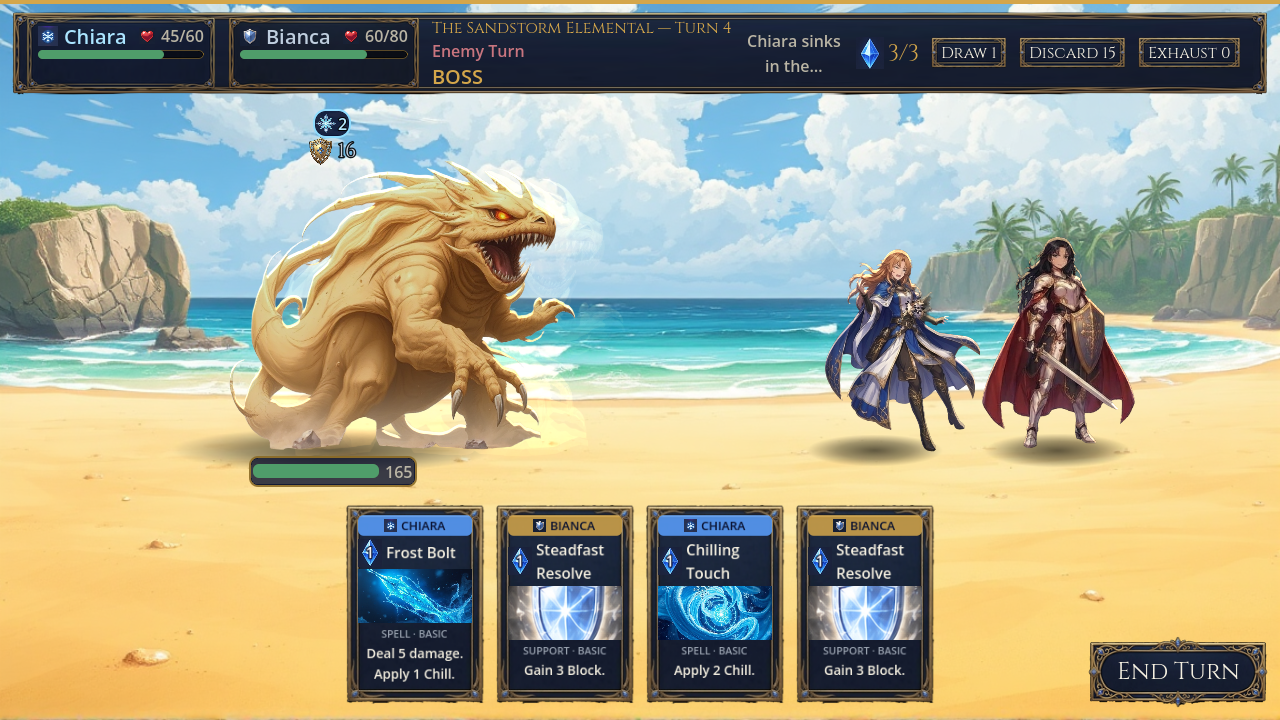 Chiara 45/60
Bianca 60/80
The Sandstorm Elemental — Turn 4
Enemy Turn
BOSS
Chiara sinks
in the...
3/3
Draw 1
Discard 15
Exhaust 0
2
16
165
CHIARA
1 Frost Bolt
SPELL · BASIC
Deal 5 damage.
Apply 1 Chill.
BIANCA
1 Steadfast
Resolve
SUPPORT · BASIC
Gain 3 Block.
CHIARA
1 Chilling
Touch
SPELL · BASIC
Apply 2 Chill.
BIANCA
1 Steadfast
Resolve
SUPPORT · BASIC
Gain 3 Block.
End Turn